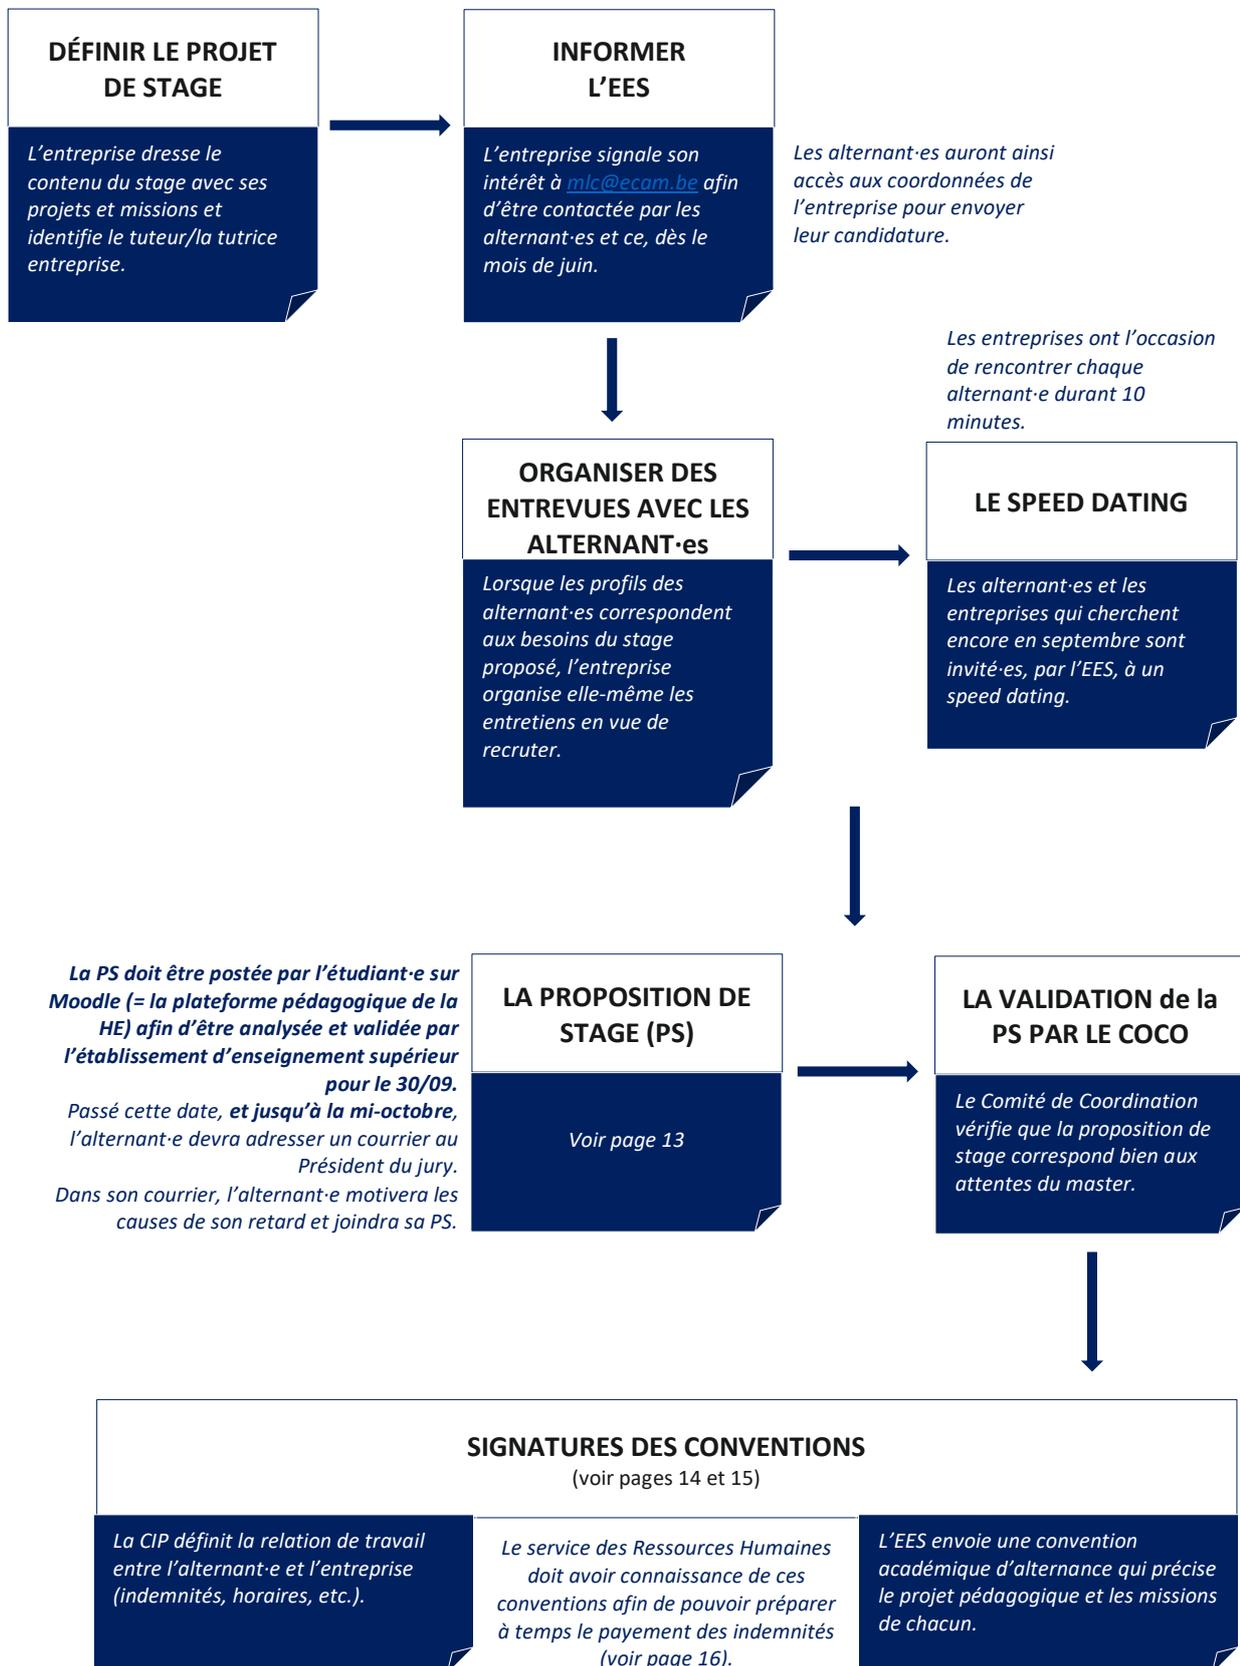 DÉFINIR LE PROJET
DE STAGE
L'entreprise dresse le
contenu du stage avec ses
projets et missions et
identifie le tuteur/la tutrice
entreprise.
INFORMER
L'EES
L'entreprise signale son
intérêt à mlc@ecam.be afin
d'être contactée par les
alternant·es et ce, dès le
mois de juin.
Les alternant·es auront ainsi
accès aux coordonnées de
l'entreprise pour envoyer
leur candidature.
ORGANISER DES
ENTREVUES AVEC LES
ALTERNANT·es
Lorsque les profils des
alternant·es correspondent
aux besoins du stage
proposé, l'entreprise
organise elle-même les
entretiens en vue de
recruter.
Les entreprises ont l'occasion
de rencontrer chaque
alternant·e durant 10
minutes.
LE SPEED DATING
Les alternant·es et les
entreprises qui cherchent
encore en septembre sont
invité·es, par l'EES, à un
speed dating.
La PS doit être postée par l'étudiant·e sur
Moodle (= la plateforme pédagogique de la
HE) afin d'être analysée et validée par
l'établissement d'enseignement supérieur
pour le 30/09.
Passé cette date, et jusqu'à la mi-octobre,
l'alternant·e devra adresser un courrier au
Président du jury.
Dans son courrier, l'alternant·e motivera les
causes de son retard et joindra sa PS.
LA PROPOSITION DE
STAGE (PS)
Voir page 13
LA VALIDATION de la
PS PAR LE COCO
Le Comité de Coordination
vérifie que la proposition de
stage correspond bien aux
attentes du master.
SIGNATURES DES CONVENTIONS
(voir pages 14 et 15)
La CIP définit la relation de travail
entre l'alternant·e et l'entreprise
(indemnités, horaires, etc.).
Le service des Ressources Humaines
doit avoir connaissance de ces
conventions afin de pouvoir préparer
à temps le payement des indemnités
(voir page 16).
L'EES envoie une convention
académique d'alternance qui précise
le projet pédagogique et les missions
de chacun.